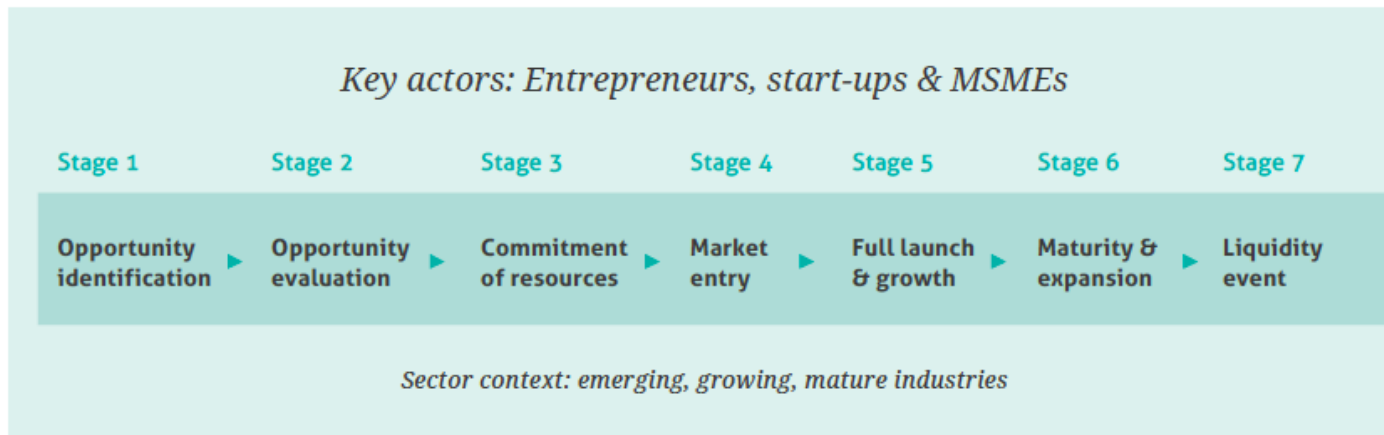 Key actors: Entrepreneurs, start-ups & MSMEs
Stage 1
Stage 2
Stage 3
Stage 4
Stage 5
Stage 6
Stage 7
Opportunity
identification
Opportunity
evaluation
Commitment
of resources
Market
entry
Full launch
& growth
Maturity &
expansion
Liquidity
event
Sector context: emerging, growing, mature industries